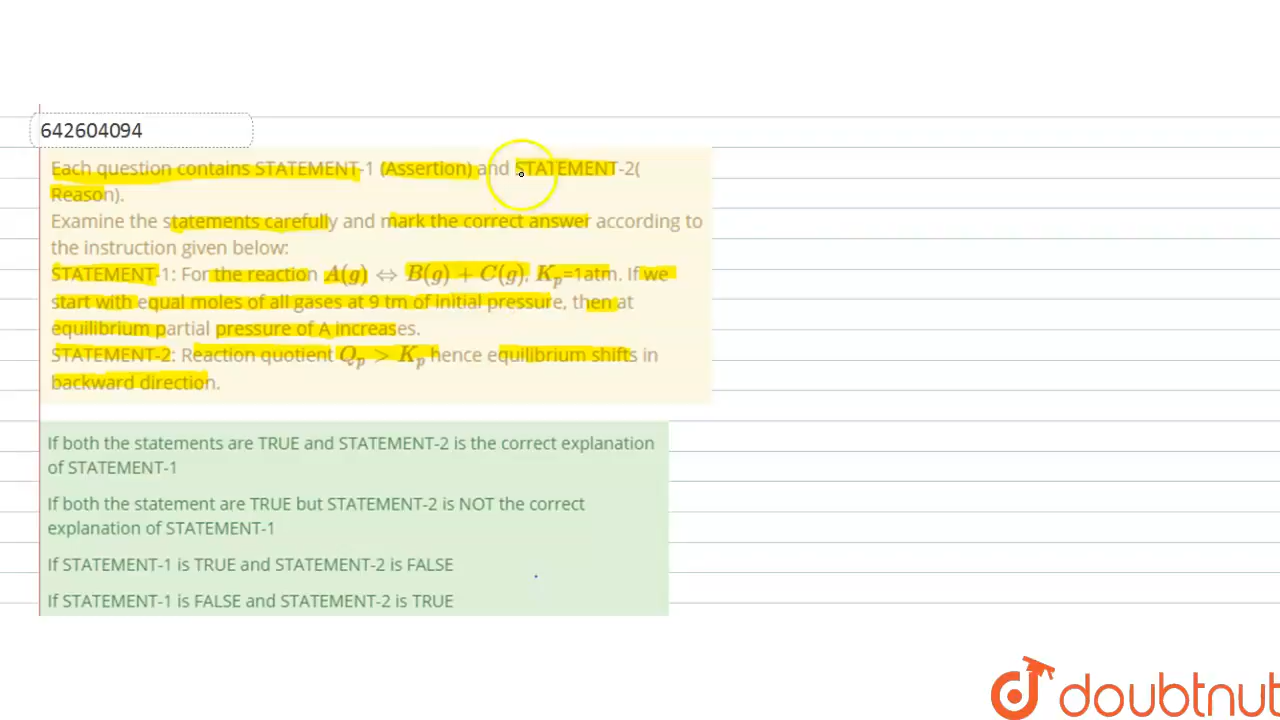 642604094
Each question contains STATEMENT-1 (Assertion) and STATEMENT-2(
Reason).
Examine the statements carefully and mark the correct answer according to
the instruction given below:
STATEMENT-1: For the reaction A(g) ⇔ B(g) + C(g), Kₚ=1atm. If we
start with equal moles of all gases at 9 tm of initial pressure, then at
equilibrium partial pressure of A increases.
STATEMENT-2: Reaction quotient Qₚ > Kₚ hence equilibrium shifts in
backward direction.
If both the statements are TRUE and STATEMENT-2 is the correct explanation
of STATEMENT-1
If both the statement are TRUE but STATEMENT-2 is NOT the correct
explanation of STATEMENT-1
If STATEMENT-1 is TRUE and STATEMENT-2 is FALSE
If STATEMENT-1 is FALSE and STATEMENT-2 is TRUE
doubtnut